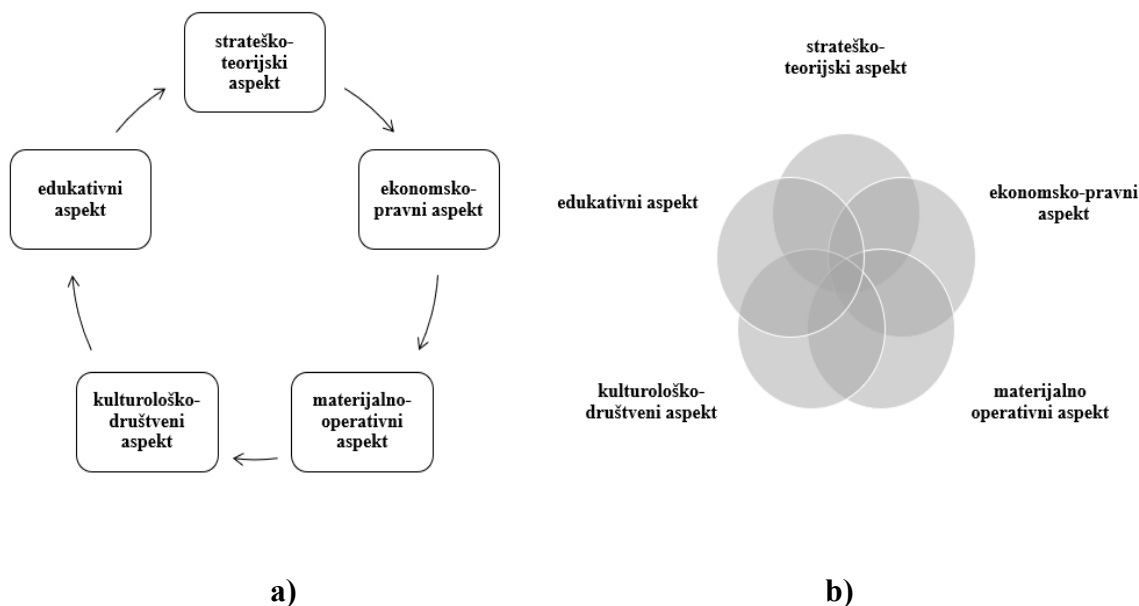 strateško-
teorijski
aspekt
edukativni
aspekt
ekonomsko-
pravni aspekt
kulturološko-
društveni
aspekt
materijalno-
operativni
aspekt
a)
strateško-
teorijski aspekt
edukativni aspekt
ekonomsko-pravni
aspekt
kulturološko-
društveni aspekt
materijalno
operativni aspekt
b)